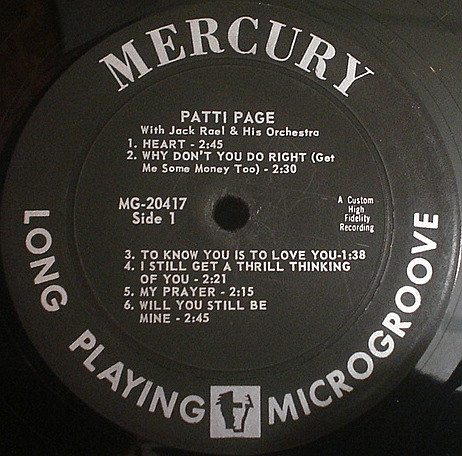 MERCURY
PATTI PAGE
With Jack Rael & His Orchestra
1. HEART - 2:45
2. WHY DON'T YOU DO RIGHT (Get
Me Some Money Too) - 2:30
MG-20417
Side 1
A Custom
High
Fidelity
Recording
3. TO KNOW YOU IS TO LOVE YOU-1:38
4. I STILL GET A THRILL THINKING
OF YOU - 2:21
5. MY PRAYER - 2:15
6. WILL YOU STILL BE
MINE - 2:45
LONG PLAYING MICROGROOVE